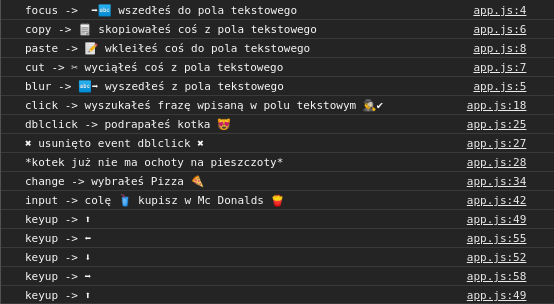 focus -> ➡🔤 wszedłeś do pola tekstowego app.js:4
copy -> 🗒 skopiowałeś coś z pola tekstowego app.js:6
paste -> 📝 wkleiłeś coś do pola tekstowego app.js:8
cut -> ✂ wyciąłeś coś z pola tekstowego app.js:7
blur -> 🔤➡ wyszedłeś z pola tekstowego app.js:5
click -> wyszukałeś frazę wpisaną w polu tekstowym 🕵✔ app.js:18
dblclick -> podrapałeś kotka 😻 app.js:25
✖ usunięto event dblclick ✖ app.js:27
*kotek już nie ma ochoty na pieszczoty* app.js:28
change -> wybrałeś Pizza 🍕 app.js:34
input -> colę 🥤 kupisz w Mc Donalds 🍟 app.js:42
keyup -> ⬆ app.js:49
keyup -> ⬅ app.js:55
keyup -> ⬇ app.js:52
keyup -> ➡ app.js:58
keyup -> ⬆ app.js:49